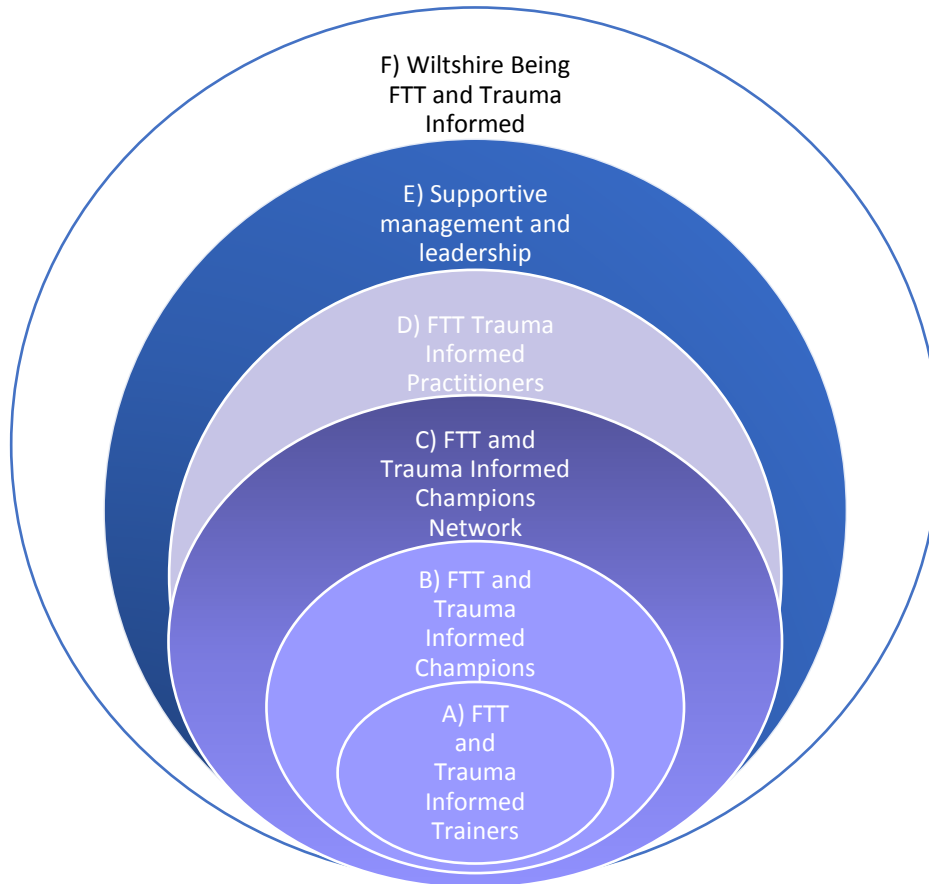 F) Wiltshire Being
FTT and Trauma
Informed
E) Supportive
management and
leadership
D) FTT Trauma
Informed
Practitioners
C) FTT amd
Trauma Informed
Champions
Network
B) FTT and
Trauma
Informed
Champions
A) FTT
and
Trauma
Informed
Trainers